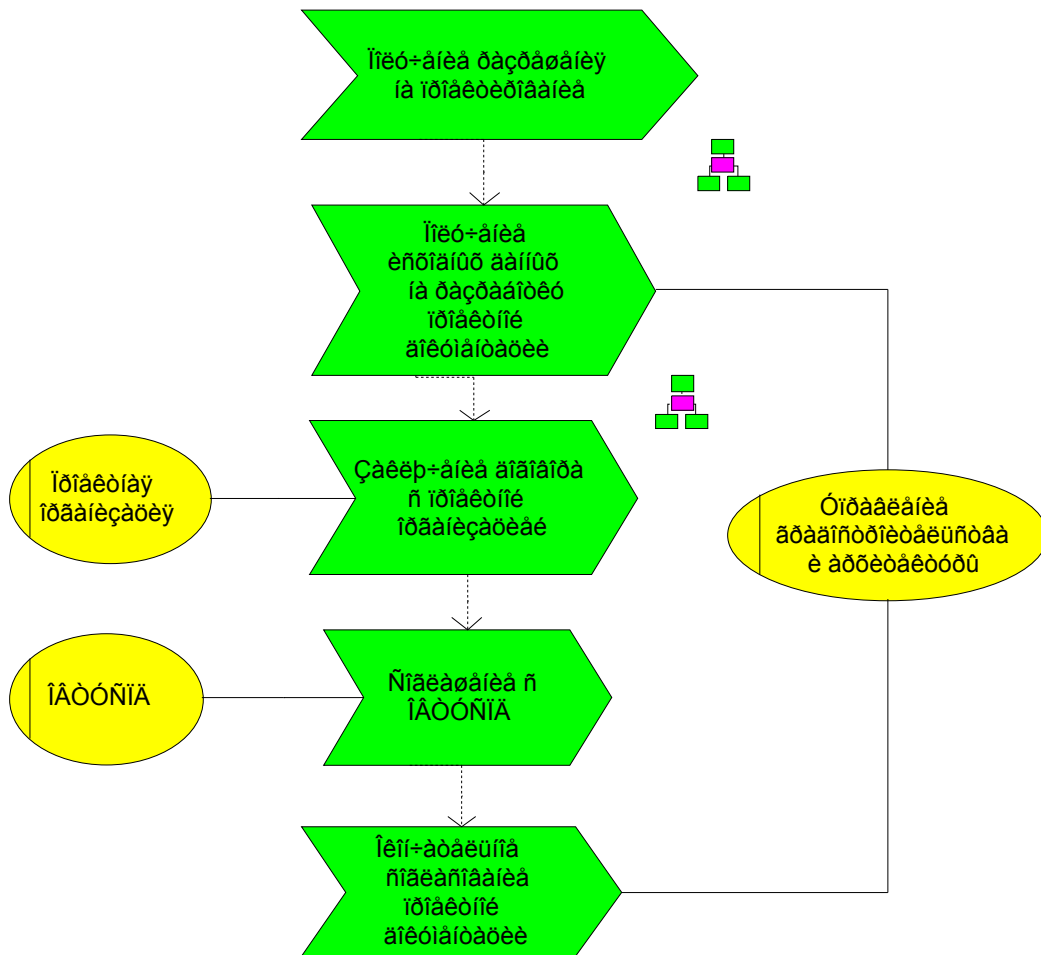 Ïîëó÷åíèå ðàçðåøåíèÿ
íà ïðîåêòèðîâàíèå
Ïîëó÷åíèå
èñõîäíûõ äàííûõ
íà ðàçðàáîòêó
ïðîåêòíîé
äîêóìåíòàöèè
Çàêëþ÷åíèå äîãîâîðà
ñ ïðîåêòíîé
îðãàíèçàöèåé
Ïðîåêòíàÿ
îðãàíèçàöèÿ
Óïðàâëåíèå
ãðàäîñòðîèòåëüñòâà
è àðõèòåêòóðû
Ñîãëàøåíèå ñ
ÎÂÒÓÑÏÄ
ÎÂÒÓÑÏÄ
Îêîí÷àòåëüíîå
ñîãëàñîâàíèå
ïðîåêòíîé
äîêóìåíòàöèè